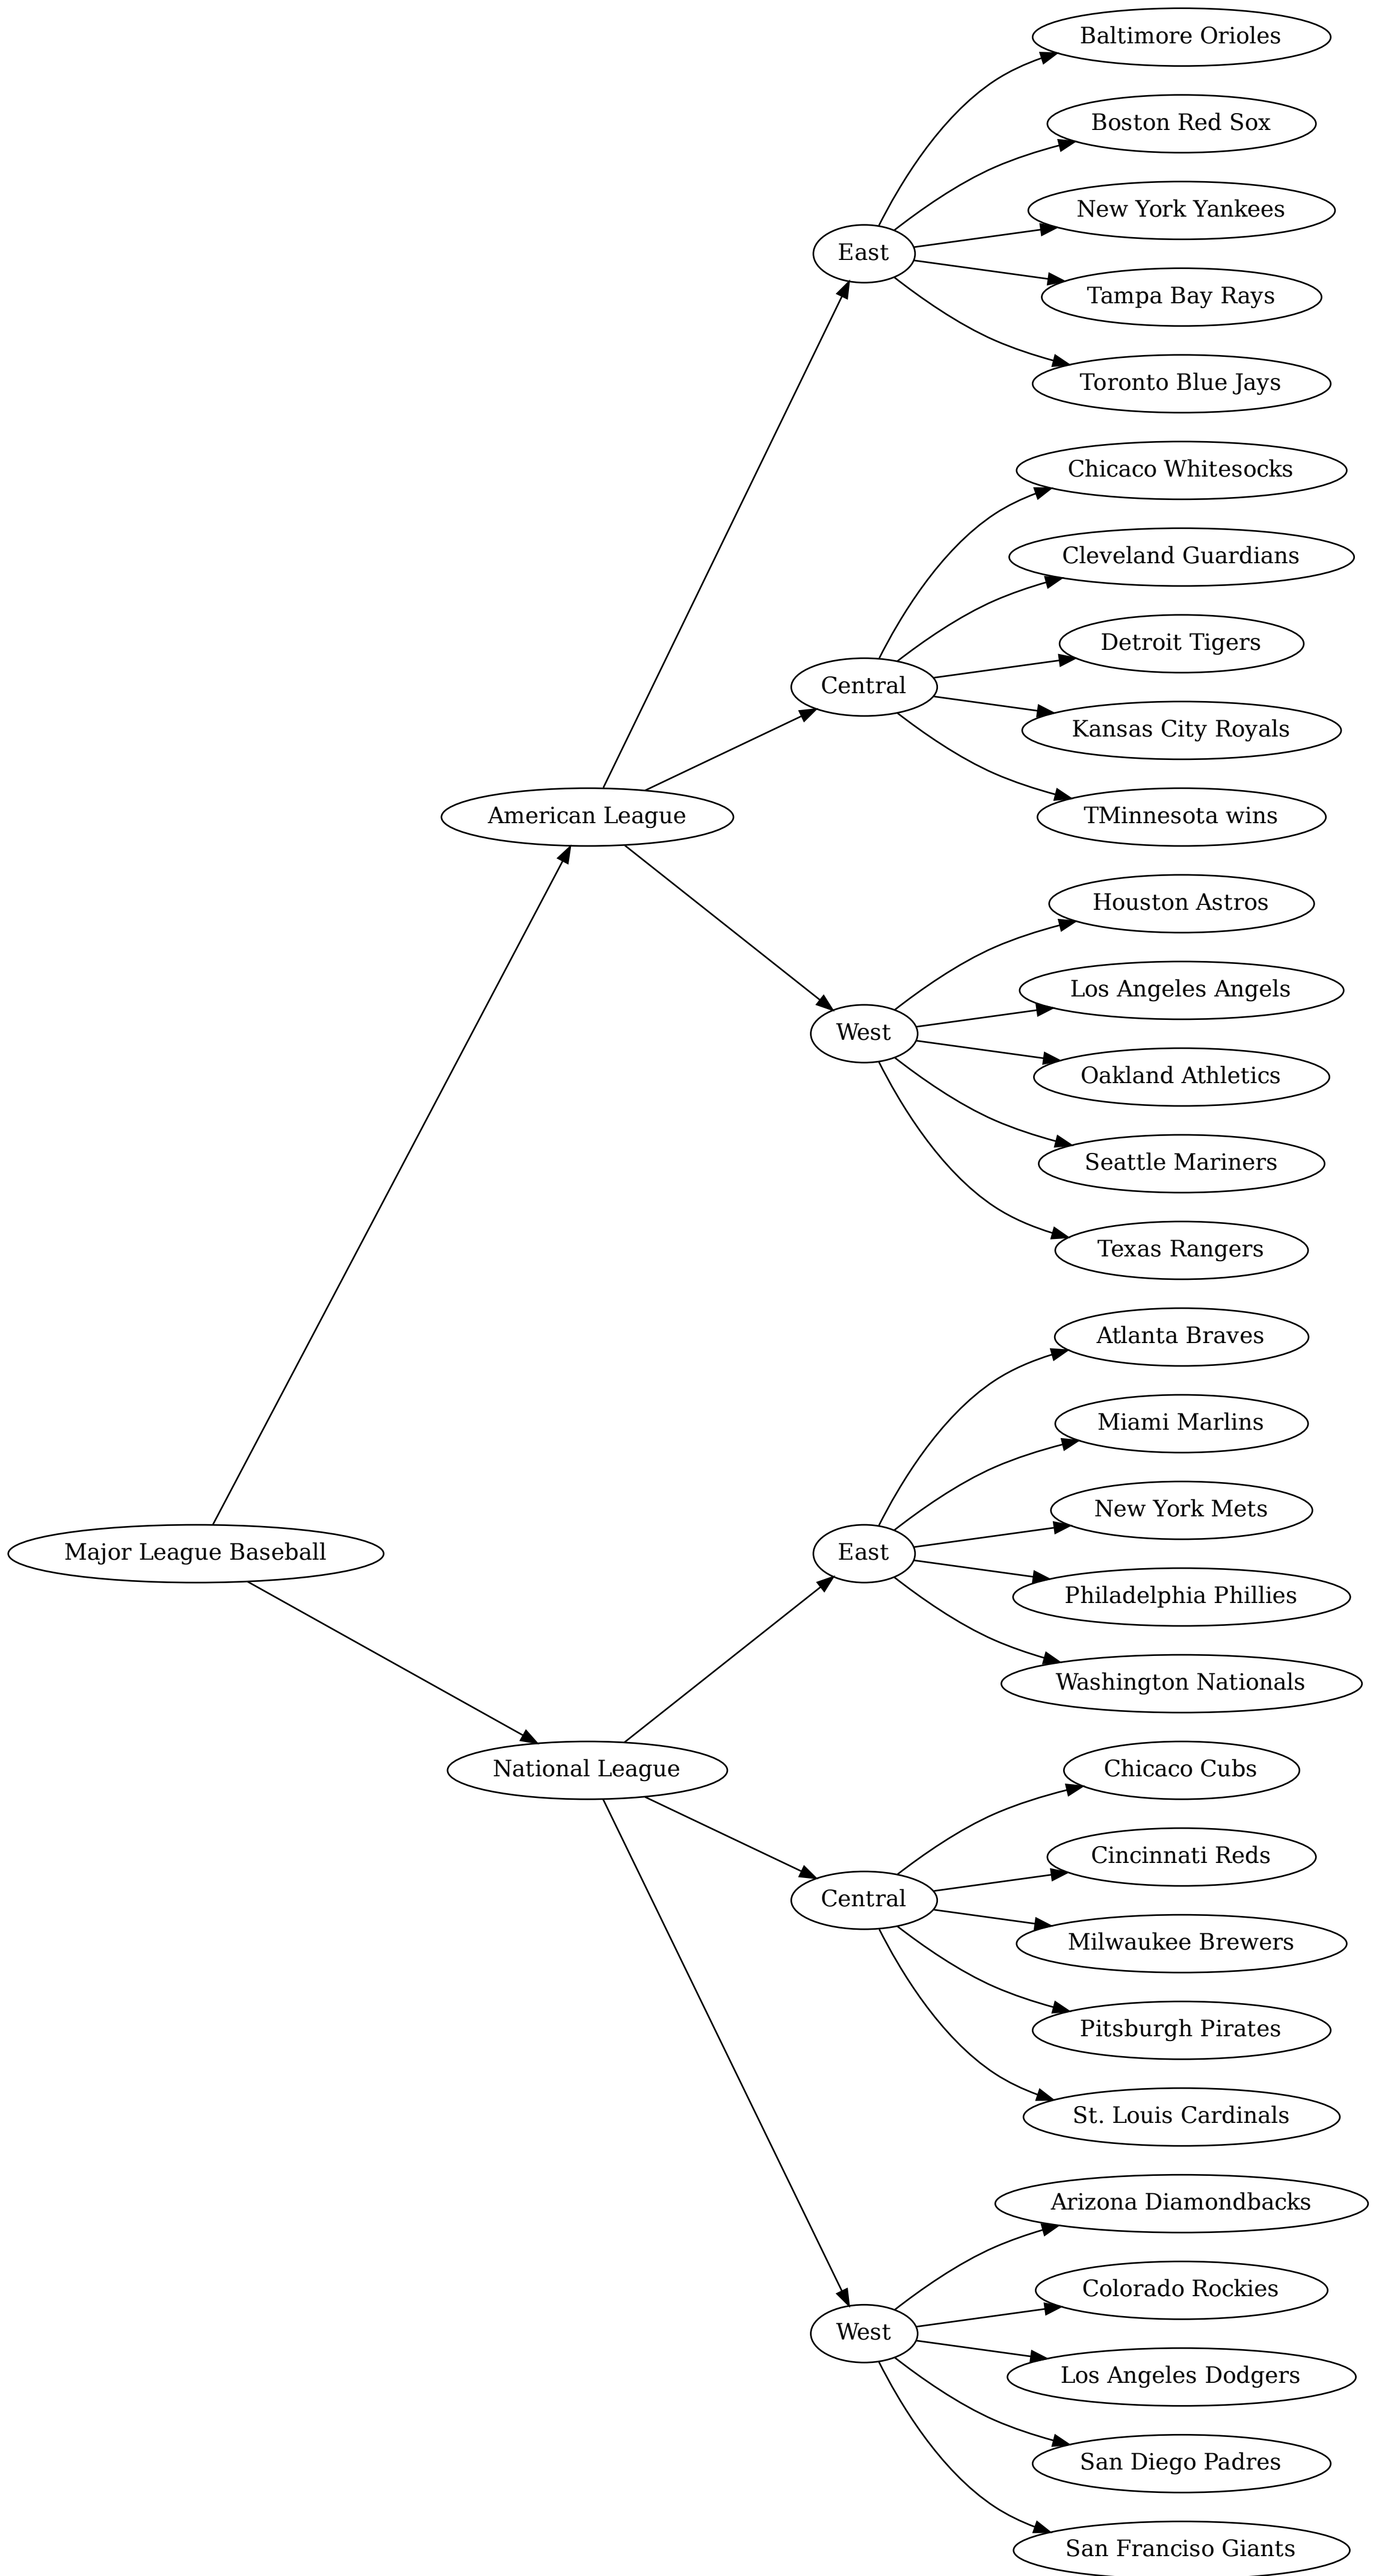 Baltimore Orioles
Boston Red Sox
New York Yankees
East
Tampa Bay Rays
Toronto Blue Jays
Chicaco Whitesocks
Cleveland Guardians
Detroit Tigers
Central
Kansas City Royals
American League
TMinnesota wins
Houston Astros
Los Angeles Angels
West
Oakland Athletics
Seattle Mariners
Texas Rangers
Atlanta Braves
Miami Marlins
New York Mets
Major League Baseball
East
Philadelphia Phillies
Washington Nationals
National League
Chicaco Cubs
Cincinnati Reds
Central
Milwaukee Brewers
Pitsburgh Pirates
St. Louis Cardinals
Arizona Diamondbacks
Colorado Rockies
West
Los Angeles Dodgers
San Diego Padres
San Franciso Giants